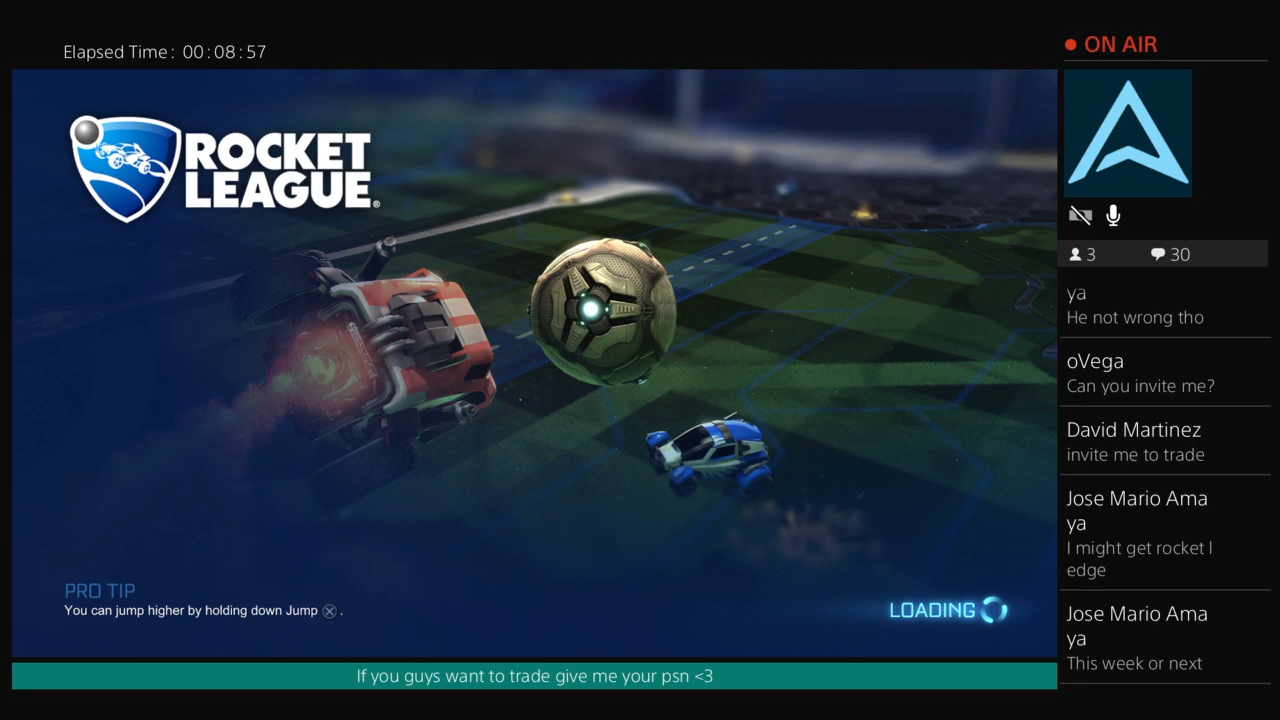 Elapsed Time: 00:08:57
ON AIR
ROCKET
LEAGUE®
3 30
ya
He not wrong tho
oVega
Can you invite me?
David Martinez
invite me to trade
Jose Mario Ama
ya
I might get rocket l
edge
Jose Mario Ama
ya
This week or next
PRO TIP
You can jump higher by holding down Jump ⓧ .
LOADING
If you guys want to trade give me your psn <3